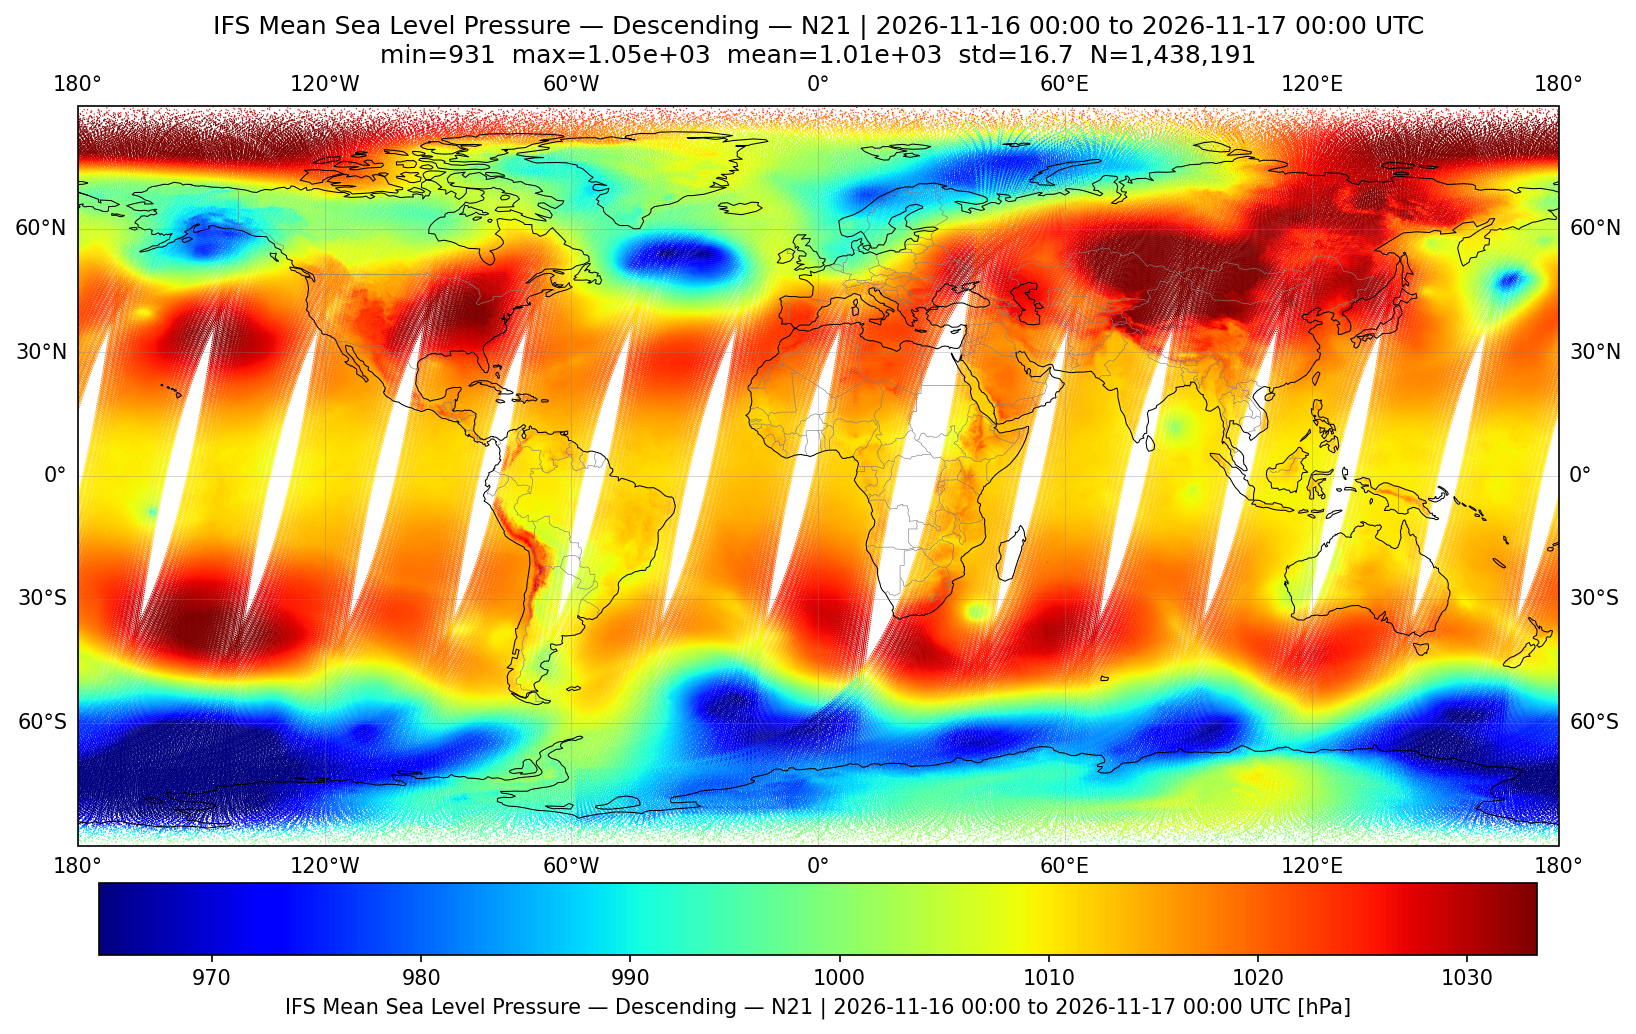 IFS Mean Sea Level Pressure — Descending — N21 | 2026-11-16 00:00 to 2026-11-17 00:00 UTC
min=931 max=1.05e+03 mean=1.01e+03 std=16.7 N=1,438,191
180° 120°W 60°W 0° 60°E 120°E 180°
60°N 60°N
30°N 30°N
0° 0°
30°S 30°S
60°S 60°S
180° 120°W 60°W 0° 60°E 120°E 180°
970 980 990 1000 1010 1020 1030
IFS Mean Sea Level Pressure — Descending — N21 | 2026-11-16 00:00 to 2026-11-17 00:00 UTC [hPa]